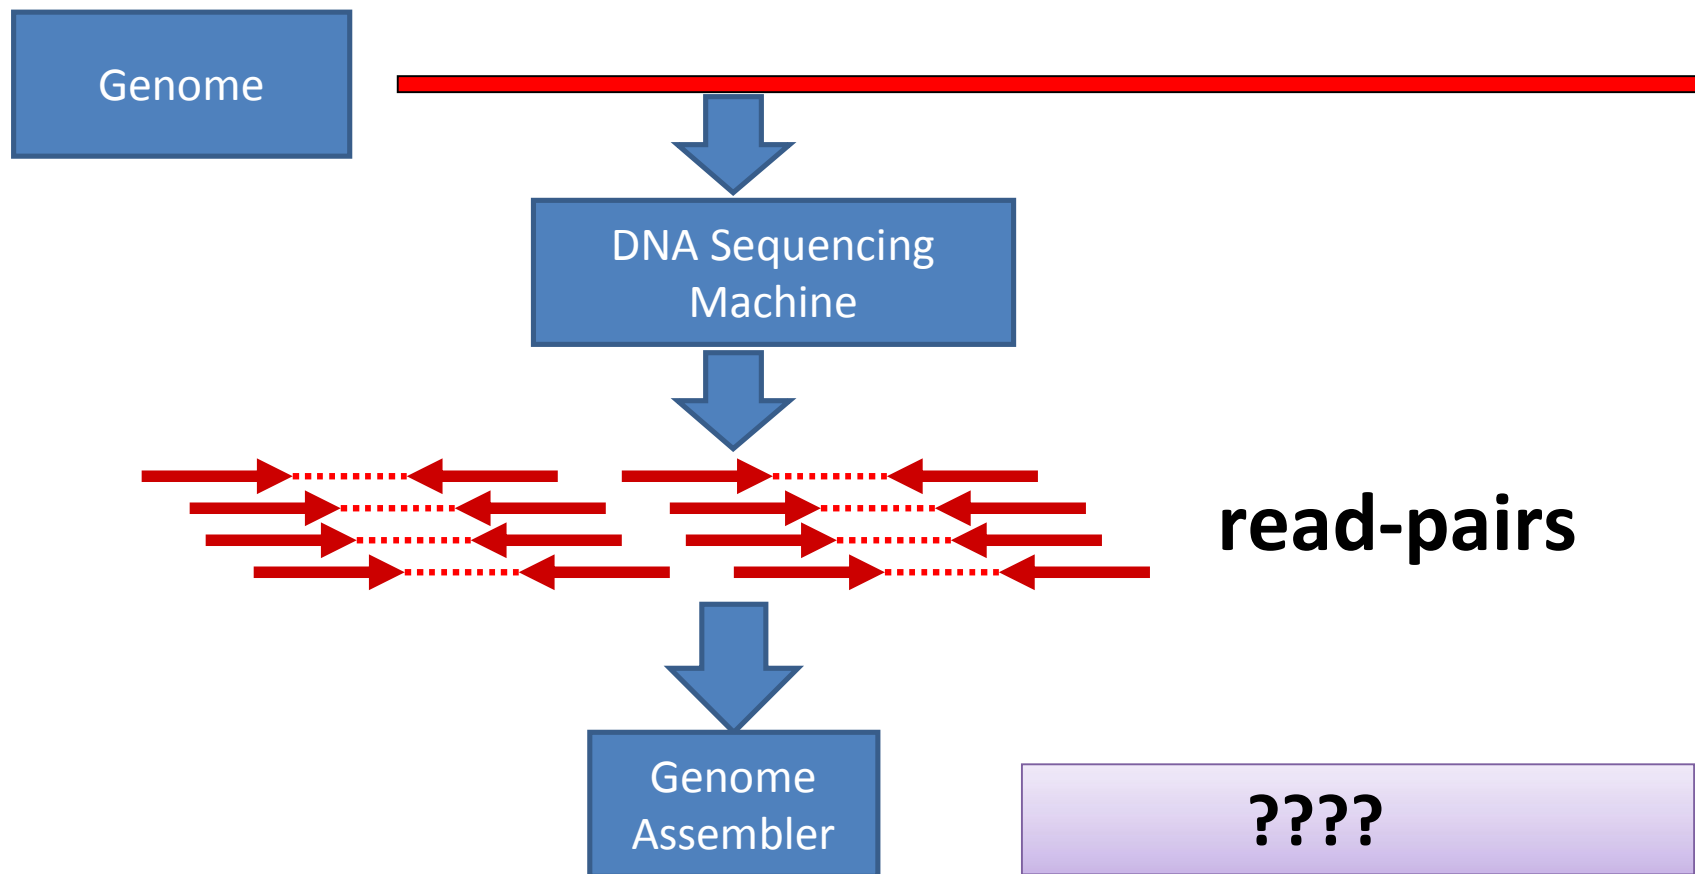 Genome
DNA Sequencing
Machine
read-pairs
Genome
Assembler
????